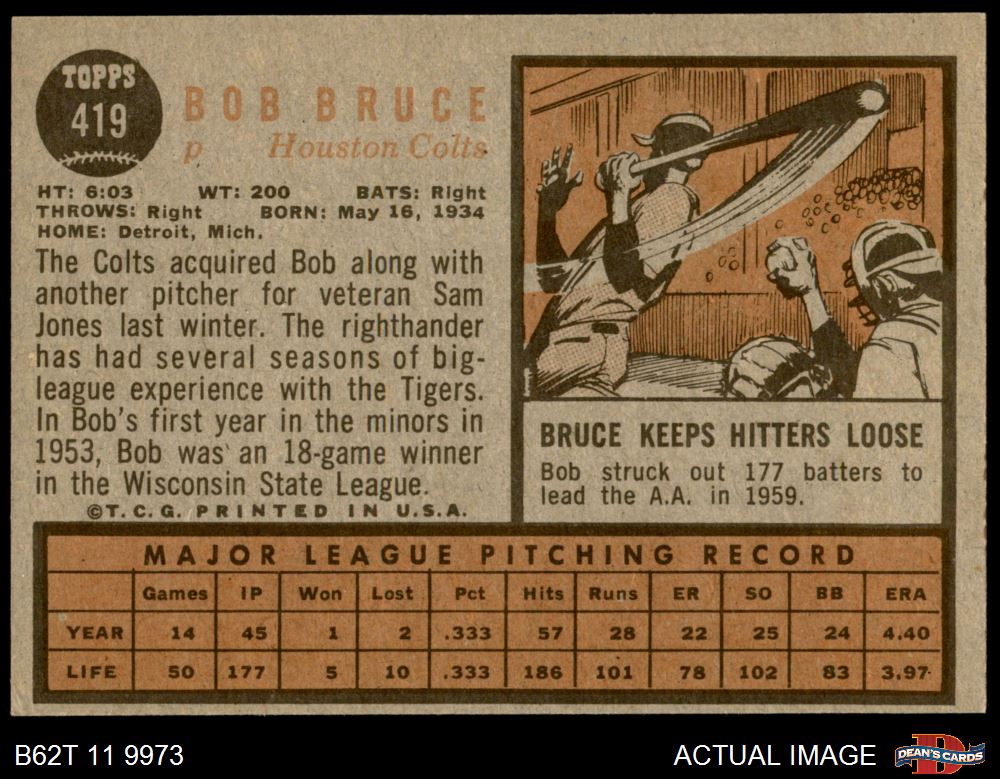 TOPPS
419
BOB BRUCE
p Houston Colts
HT: 6:03 WT: 200 BATS: Right
THROWS: Right BORN: May 16, 1934
HOME: Detroit, Mich.
The Colts acquired Bob along with
another pitcher for veteran Sam
Jones last winter. The righthander
has had several seasons of big-
league experience with the Tigers.
In Bob's first year in the minors in
1953, Bob was an 18-game winner
in the Wisconsin State League.
©T.C.G. PRINTED IN U.S.A.
BRUCE KEEPS HITTERS LOOSE
Bob struck out 177 batters to
lead the A.A. in 1959.
MAJOR LEAGUE PITCHING RECORD
Games IP Won Lost Pct Hits Runs ER SO BB ERA
YEAR 14 45 1 2 .333 57 28 22 25 24 4.40
LIFE 50 177 5 10 .333 186 101 78 102 83 3.97
B62T 11 9973
ACTUAL IMAGE
D
DEAN'S CARDS